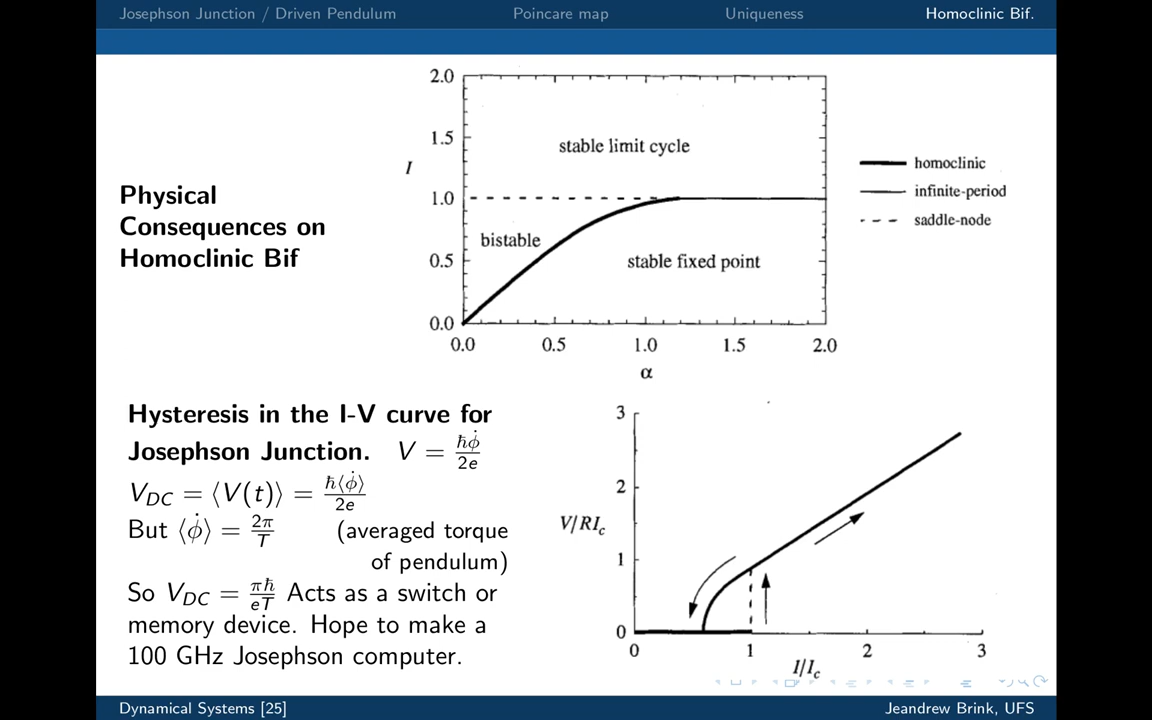 Josephson Junction / Driven Pendulum Poincare map Uniqueness Homoclinic Bif.
Physical
Consequences on
Homoclinic Bif
2.0
1.5
I
1.0
0.5
0.0
stable limit cycle
bistable
stable fixed point
0.0 0.5 1.0 1.5 2.0
α
homoclinic
infinite-period
saddle-node
Hysteresis in the I-V curve for
Josephson Junction. V = ℏφ̇/2e
V_DC = ⟨V(t)⟩ = ℏ⟨φ̇⟩/2e
But ⟨φ̇⟩ = 2π/T (averaged torque
of pendulum)
So V_DC = πℏ/eT Acts as a switch or
memory device. Hope to make a
100 GHz Josephson computer.
3
2
V/RI_c
1
0
0 1 2 3
I/I_c
Dynamical Systems [25] Jeandrew Brink, UFS